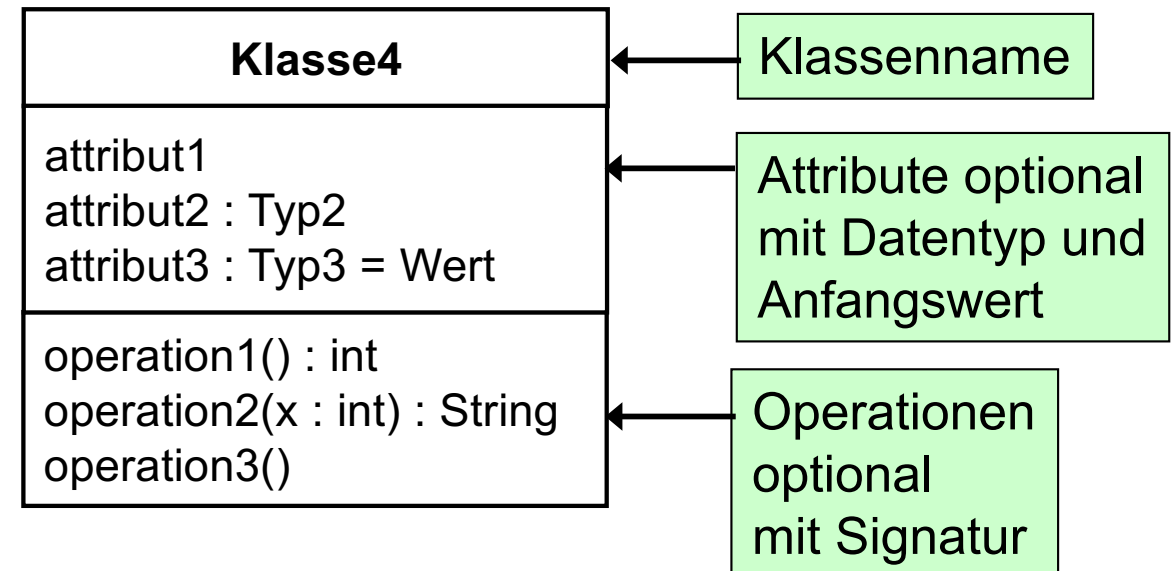 Klasse4
Klassenname
attribut1
attribut2 : Typ2
attribut3 : Typ3 = Wert
Attribute optional
mit Datentyp und
Anfangswert
operation1() : int
operation2(x : int) : String
operation3()
Operationen
optional
mit Signatur